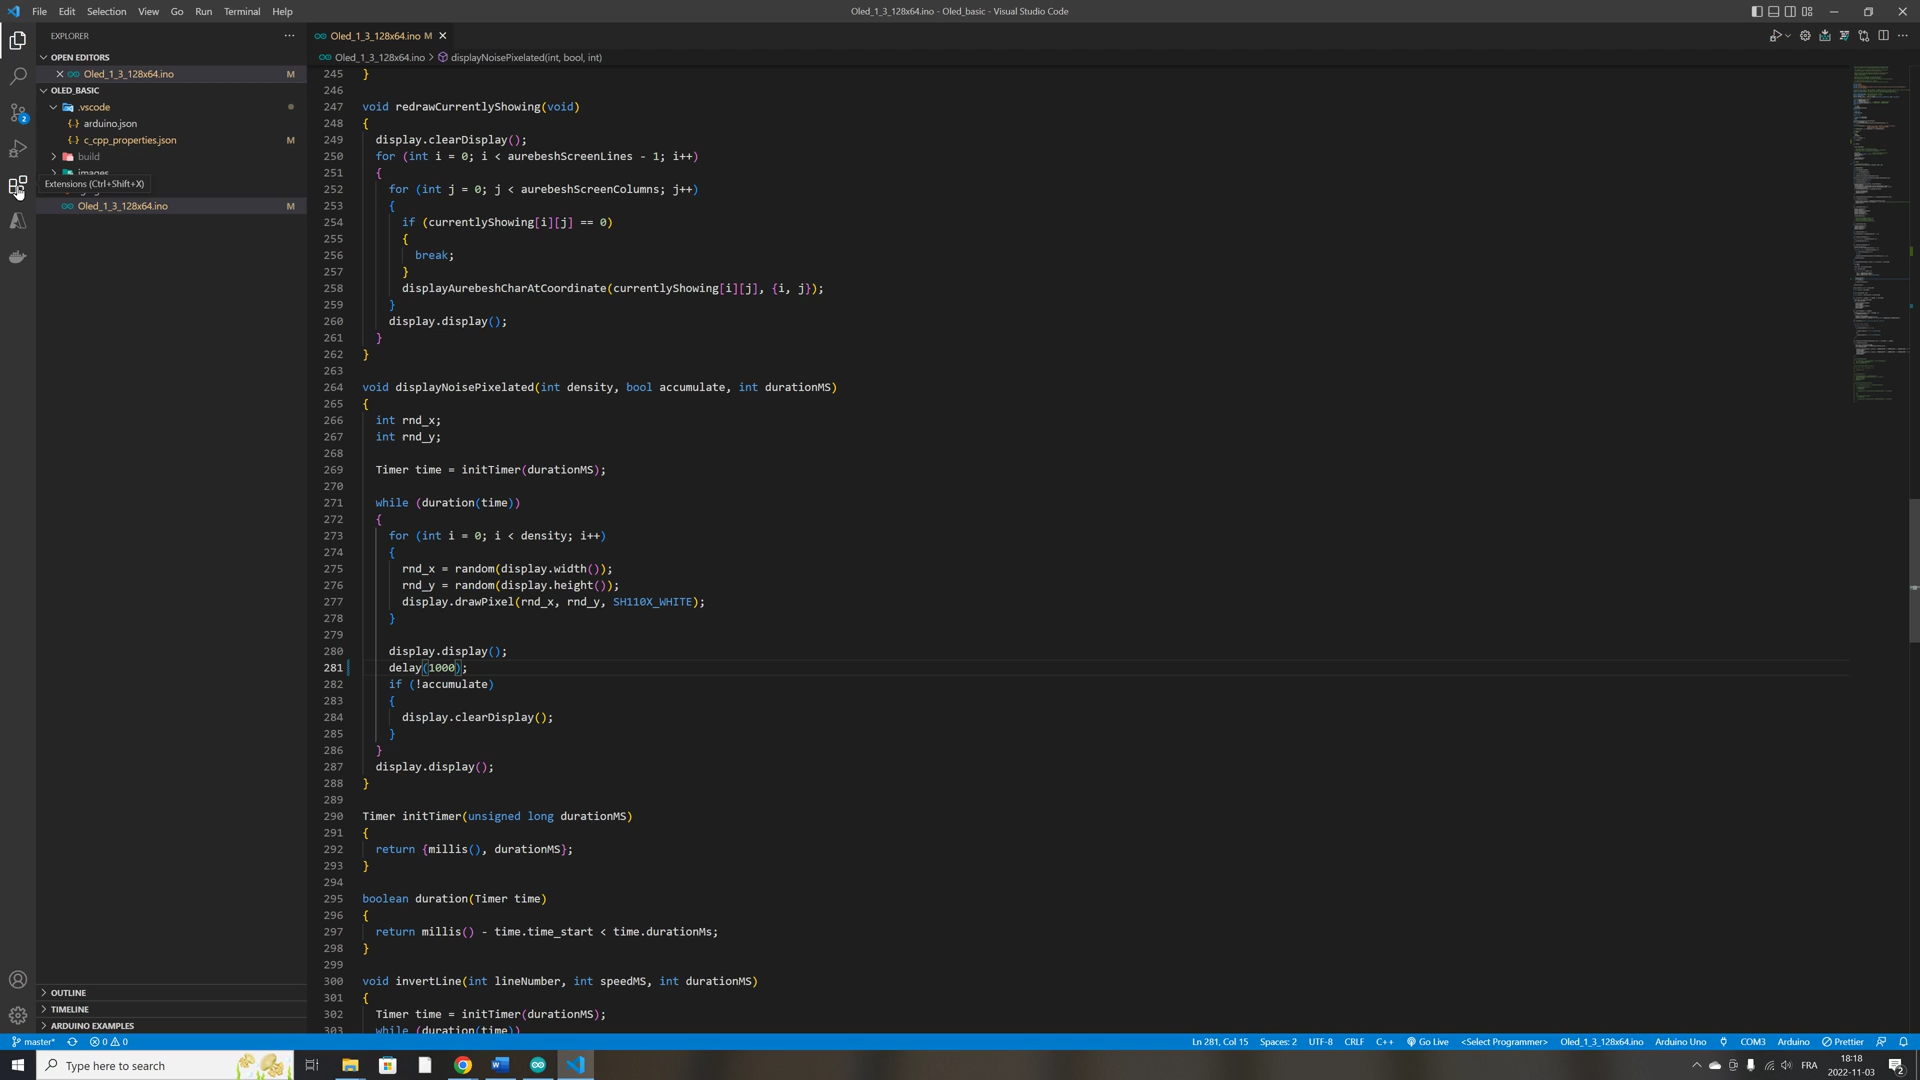 File Edit Selection View Go Run Terminal Help
Oled_1_3_128x64.ino - Oled_basic - Visual Studio Code
EXPLORER
OPEN EDITORS
Oled_1_3_128x64.ino M
OLED_BASIC
.vscode
arduino.json
c_cpp_properties.json M
build
images
Extensions (Ctrl+Shift+X)
Oled_1_3_128x64.ino M
2
OUTLINE
TIMELINE
ARDUINO EXAMPLES
Oled_1_3_128x64.ino M
Oled_1_3_128x64.ino > displayNoisePixelated(int, bool, int)
245 }
246
247 void redrawCurrentlyShowing(void)
248 {
249 display.clearDisplay();
250 for (int i = 0; i < aurebeshScreenLines - 1; i++)
251 {
252 for (int j = 0; j < aurebeshScreenColumns; j++)
253 {
254 if (currentlyShowing[i][j] == 0)
255 {
256 break;
257 }
258 displayAurebeshCharAtCoordinate(currentlyShowing[i][j], {i, j});
259 }
260 display.display();
261 }
262 }
263
264 void displayNoisePixelated(int density, bool accumulate, int durationMS)
265 {
266 int rnd_x;
267 int rnd_y;
268
269 Timer time = initTimer(durationMS);
270
271 while (duration(time))
272 {
273 for (int i = 0; i < density; i++)
274 {
275 rnd_x = random(display.width());
276 rnd_y = random(display.height());
277 display.drawPixel(rnd_x, rnd_y, SH110X_WHITE);
278 }
279
280 display.display();
281 delay(1000);
282 if (!accumulate)
283 {
284 display.clearDisplay();
285 }
286 }
287 display.display();
288 }
289
290 Timer initTimer(unsigned long durationMS)
291 {
292 return {millis(), durationMS};
293 }
294
295 boolean duration(Timer time)
296 {
297 return millis() - time.time_start < time.durationMs;
298 }
299
300 void invertLine(int lineNumber, int speedMS, int durationMS)
301 {
302 Timer time = initTimer(durationMS);
303 while (duration(time))
master* 0 0 Ln 281, Col 15 Spaces: 2 UTF-8 CRLF C++ Go Live <Select Programmer> Oled_1_3_128x64.ino Arduino Uno COM3 Arduino Prettier
Type here to search
FRA
18:18
2022-11-03
2